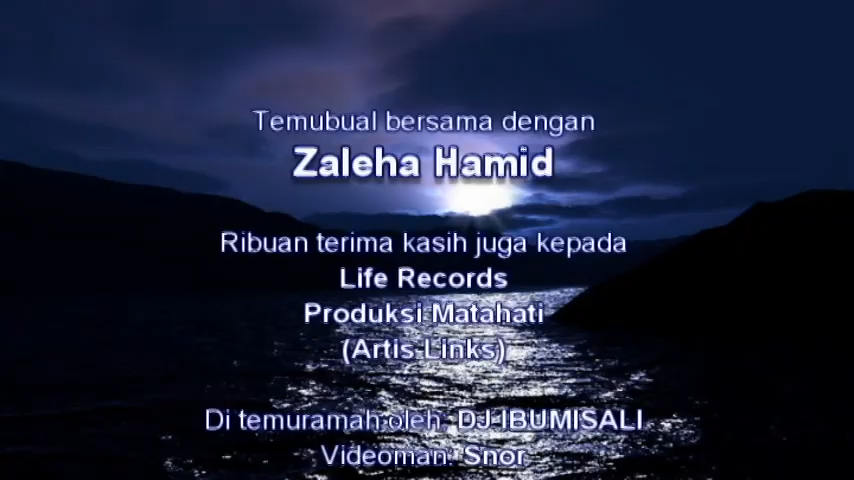 Temubual bersama dengan
Zaleha Hamid
Ribuan terima kasih juga kepada
Life Records
Produksi Matahati
(Artis Links)
Di temuramah oleh: DJ IBUMISALI
Videoman: Snor